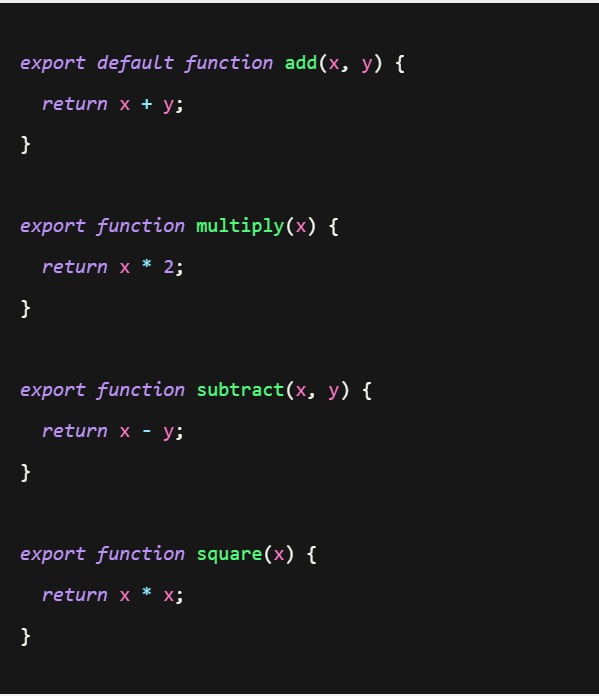 export default function add(x, y) {
  return x + y;
}
export function multiply(x) {
  return x * 2;
}
export function subtract(x, y) {
  return x - y;
}
export function square(x) {
  return x * x;
}